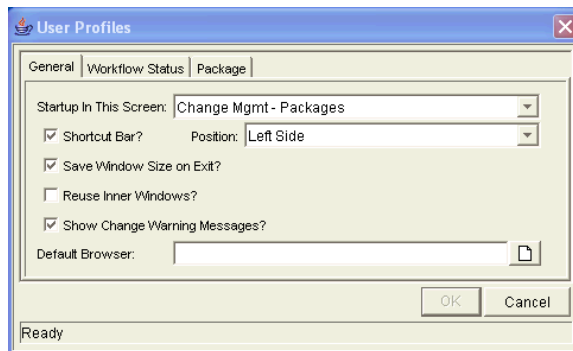 User Profiles
General Workflow Status Package
Startup In This Screen: Change Mgmt - Packages
Shortcut Bar? Position: Left Side
Save Window Size on Exit?
Reuse Inner Windows?
Show Change Warning Messages?
Default Browser:
OK Cancel
Ready